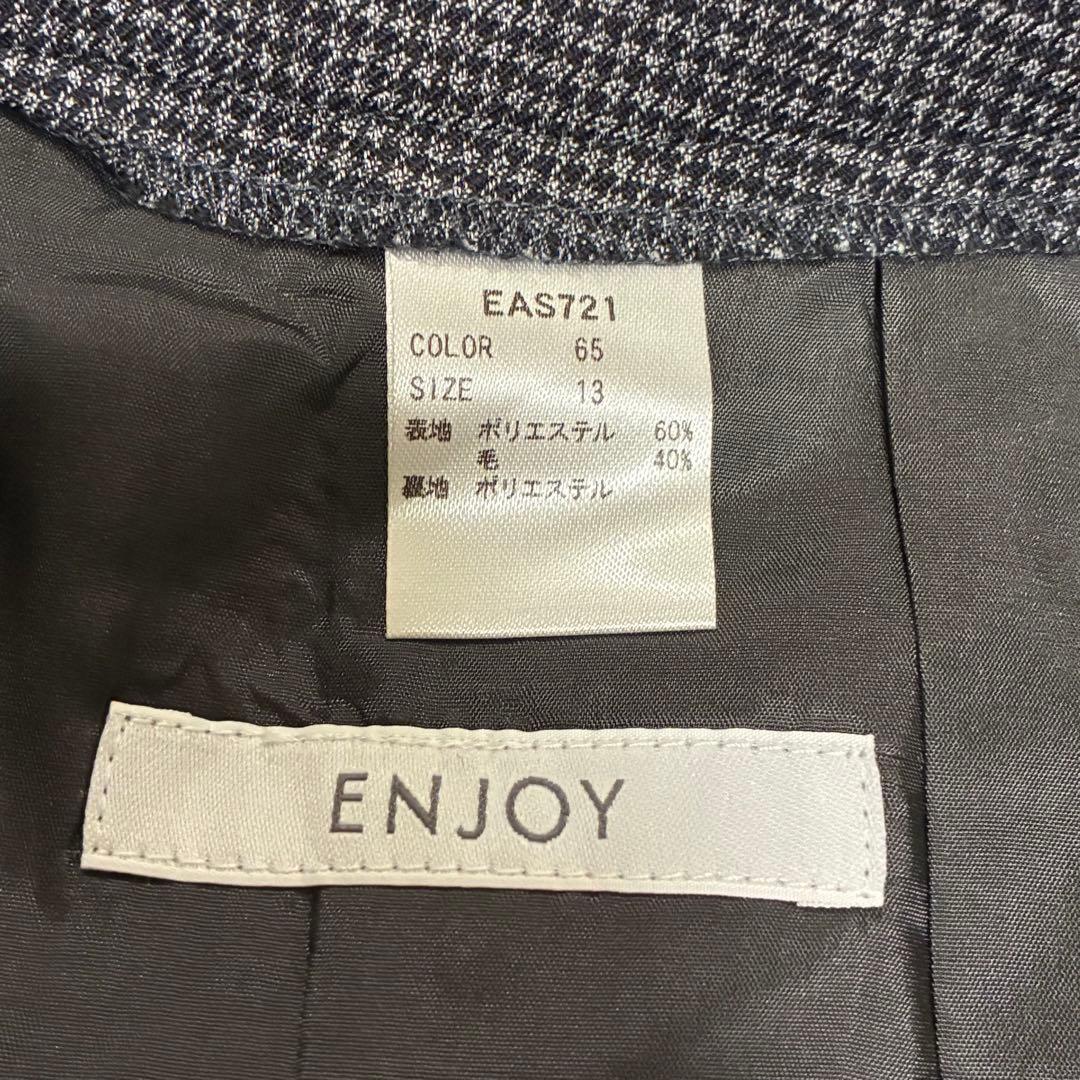 EAS721
COLOR 65
SIZE 13
表地 ポリエステル 60%
毛 40%
裏地 ポリエステル
ENJOY